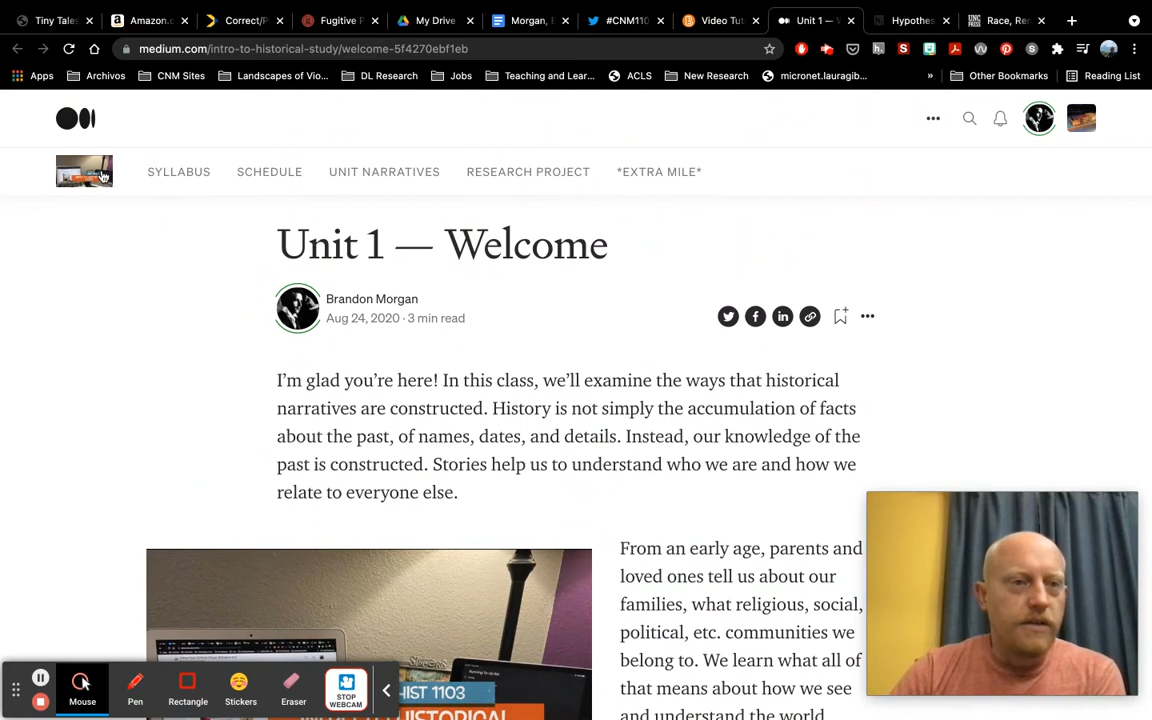 Tiny Tales Amazon.c Correct/P Fugitive P My Drive Morgan, B #CNM110 Video Tut Unit 1 — Hypothes Race, Rer
medium.com/intro-to-historical-study/welcome-5f4270ebf1eb
Apps Archivos CNM Sites Landscapes of Vio... DL Research Jobs Teaching and Lear... ACLS New Research micronet.lauragib... » Other Bookmarks Reading List
SYLLABUS SCHEDULE UNIT NARRATIVES RESEARCH PROJECT *EXTRA MILE*
Unit 1 — Welcome
Brandon Morgan
Aug 24, 2020 · 3 min read
I’m glad you’re here! In this class, we’ll examine the ways that historical
narratives are constructed. History is not simply the accumulation of facts
about the past, of names, dates, and details. Instead, our knowledge of the
past is constructed. Stories help us to understand who we are and how we
relate to everyone else.
From an early age, parents and
loved ones tell us about our
families, what religious, social,
political, etc. communities we
belong to. We learn what all of
that means about how we see
and understand the world
HIST 1103
HISTORICAL
Mouse Pen Rectangle Stickers Eraser STOP WEBCAM